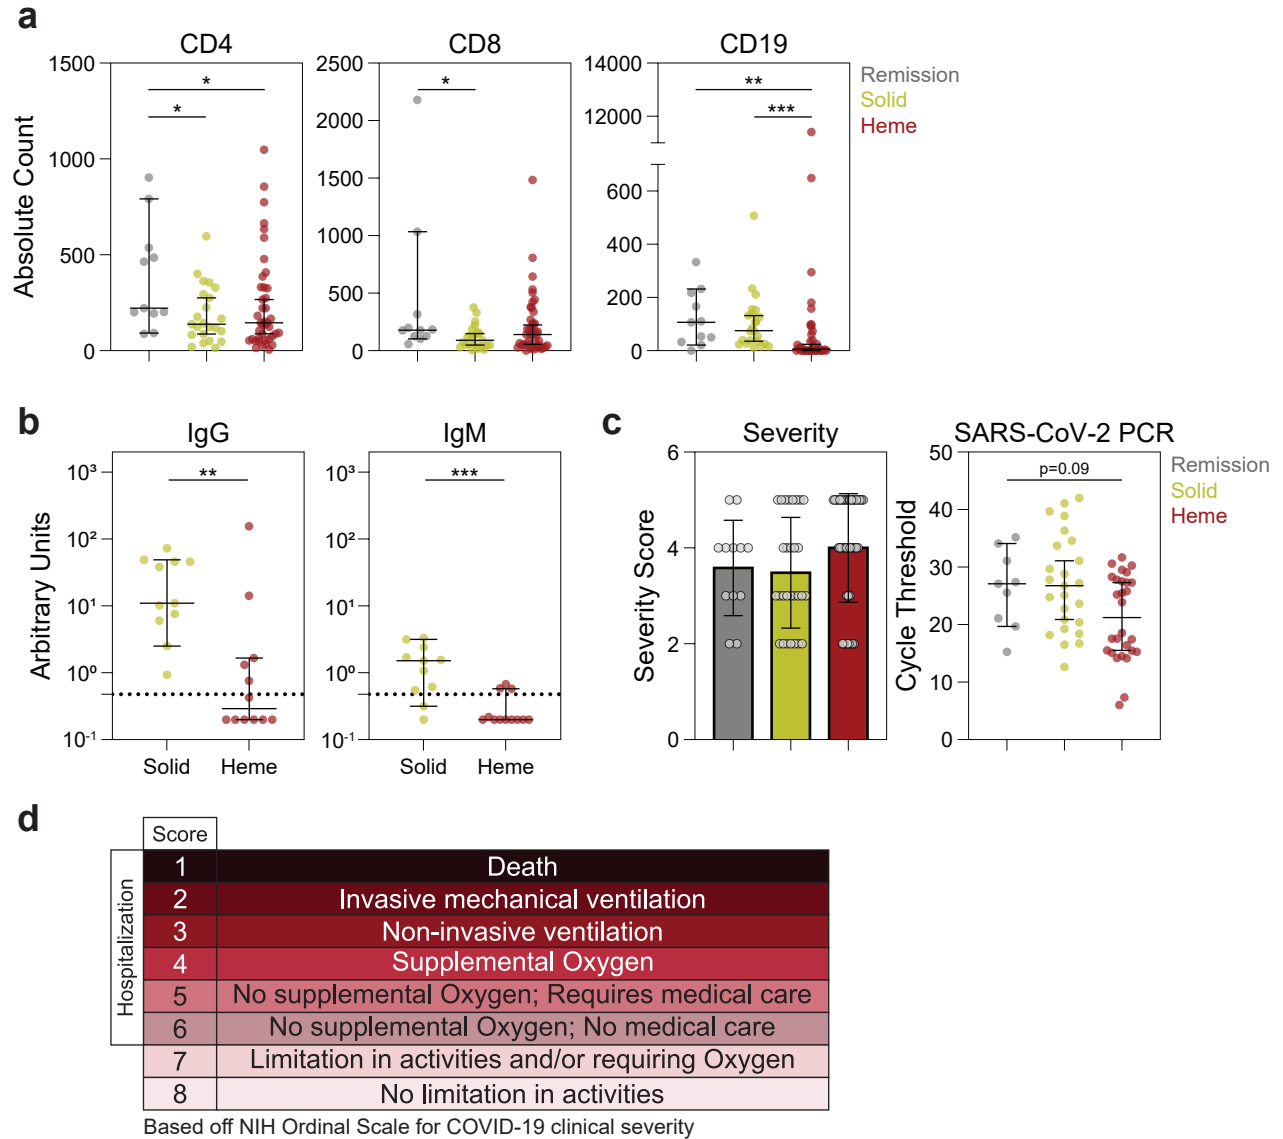 a
CD4
CD8
CD19
Absolute Count
1500
1000
500
0
*
*
2500
2000
1500
1000
500
0
*
14000
12000
600
400
200
0
**
***
Remission
Solid
Heme
b
IgG
IgM
Arbitrary Units
10³
10²
10¹
10⁰
10⁻¹
**
Solid Heme
10³
10²
10¹
10⁰
10⁻¹
***
Solid Heme
c
Severity
SARS-CoV-2 PCR
Severity Score
6
4
2
0
Cycle Threshold
50
40
30
20
10
0
p=0.09
Remission
Solid
Heme
d
Score
Hospitalization
1 Death
2 Invasive mechanical ventilation
3 Non-invasive ventilation
4 Supplemental Oxygen
5 No supplemental Oxygen; Requires medical care
6 No supplemental Oxygen; No medical care
7 Limitation in activities and/or requiring Oxygen
8 No limitation in activities
Based off NIH Ordinal Scale for COVID-19 clinical severity